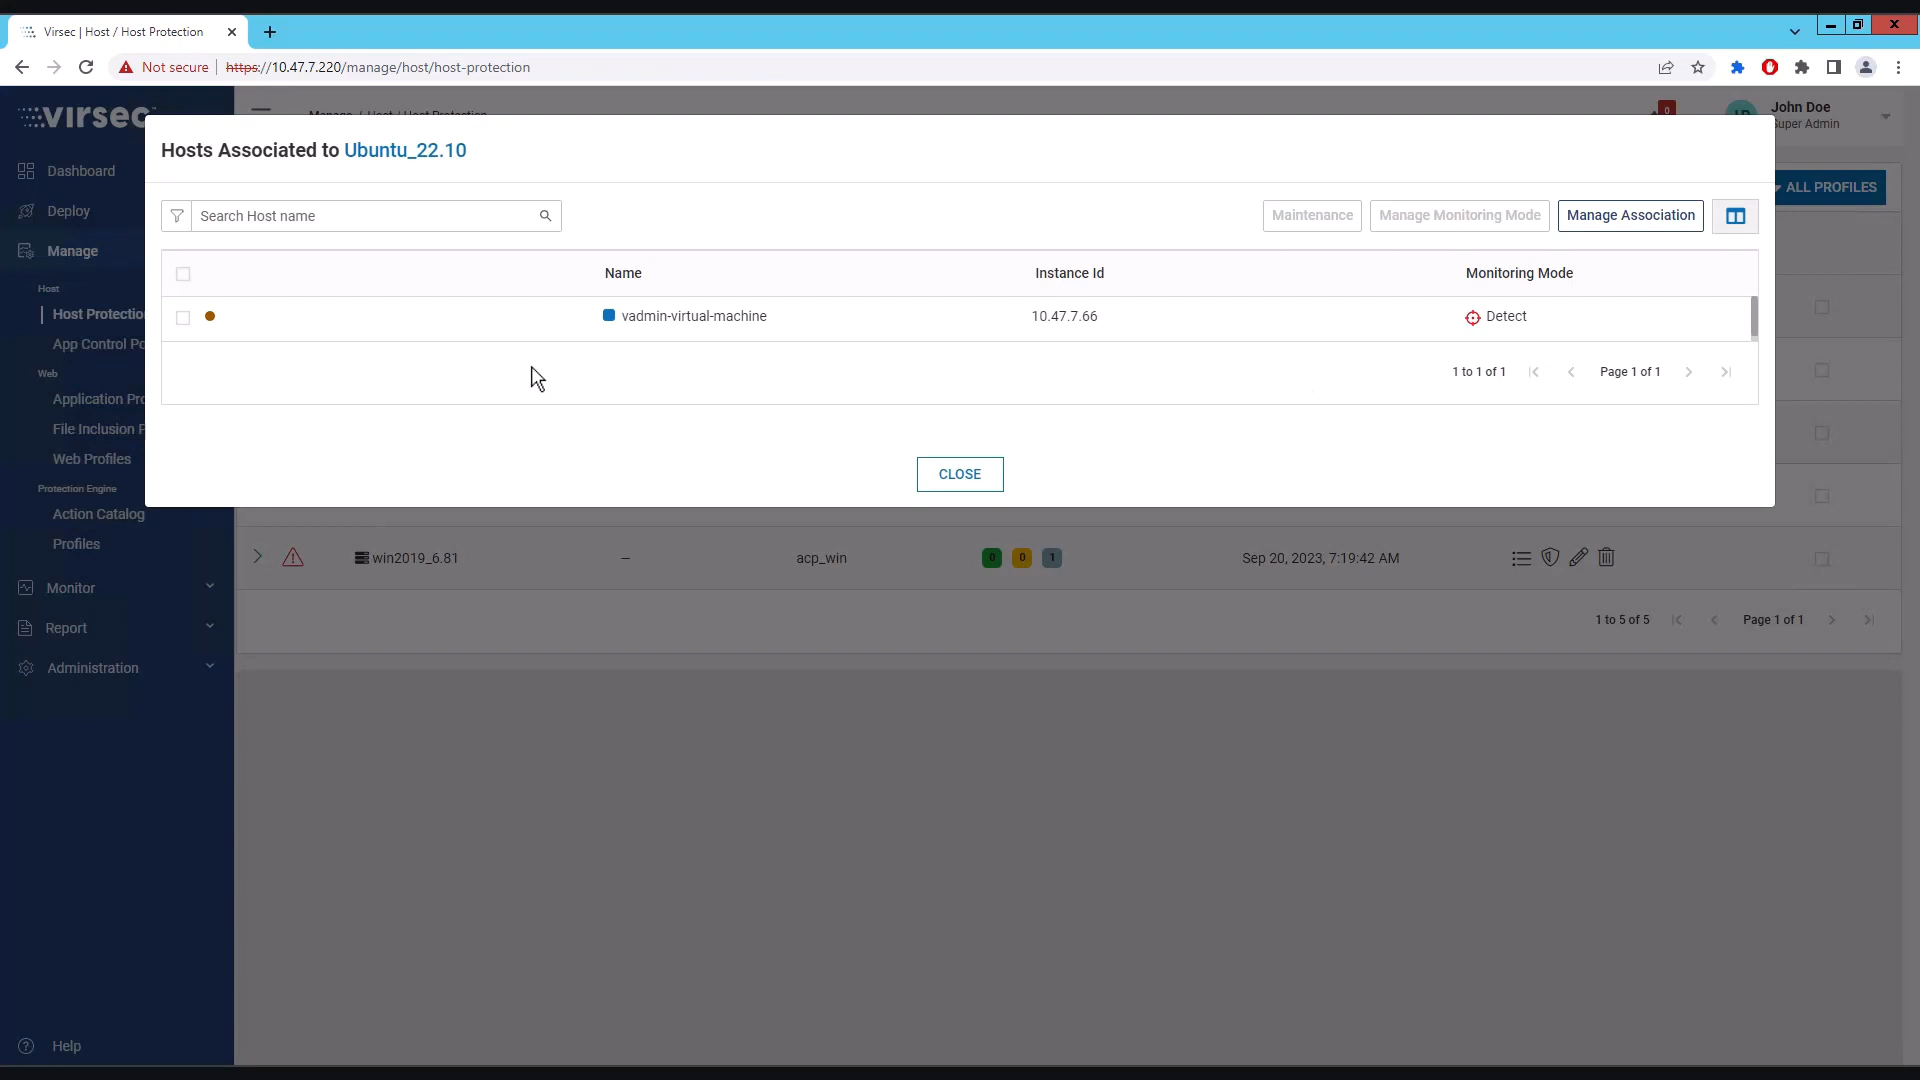 Virsec | Host / Host Protection
Not secure
https://10.47.7.220/manage/host/host-protection
virsec
Manage / Host / Host Protection
0
John Doe
Super Admin
Hosts Associated to Ubuntu_22.10
ALL PROFILES
Dashboard
Deploy
Manage
Host
Host Protectio
App Control Po
Web
Application Pro
File Inclusion P
Web Profiles
Protection Engine
Action Catalog
Profiles
Monitor
Report
Administration
Help
Search Host name
Maintenance
Manage Monitoring Mode
Manage Association
Name
Instance Id
Monitoring Mode
vadmin-virtual-machine
10.47.7.66
Detect
1 to 1 of 1
Page 1 of 1
CLOSE
win2019_6.81
–
acp_win
0
0
1
Sep 20, 2023, 7:19:42 AM
1 to 5 of 5
Page 1 of 1